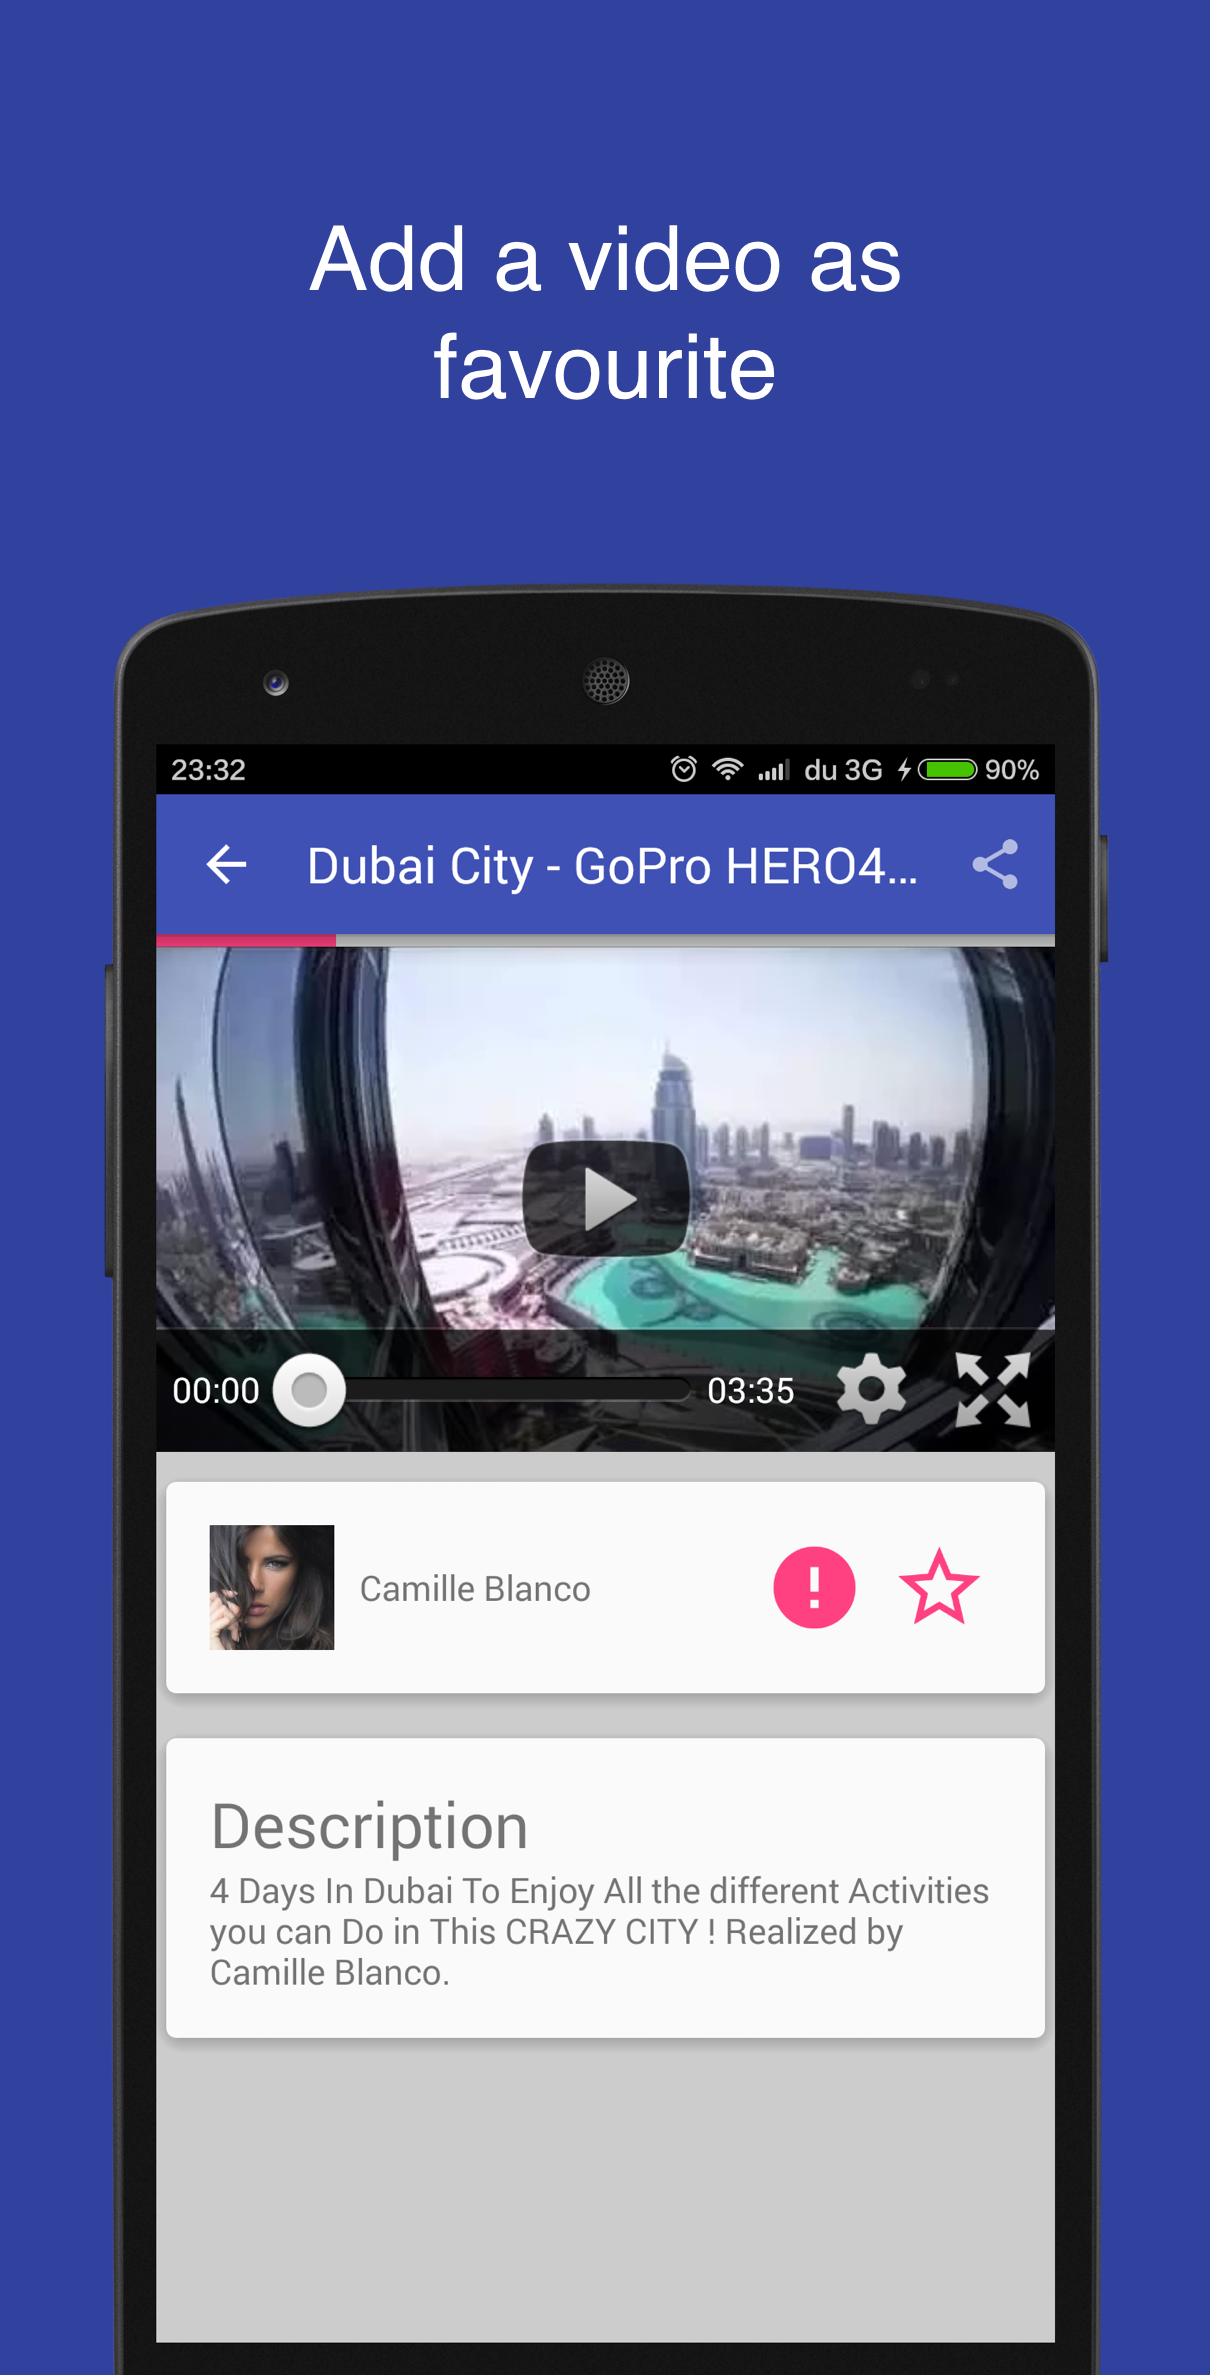 Add a video as
favourite
23:32 du 3G 90%
Dubai City - GoPro HERO4...
00:00 03:35
Camille Blanco
Description
4 Days In Dubai To Enjoy All the different Activities
you can Do in This CRAZY CITY ! Realized by
Camille Blanco.